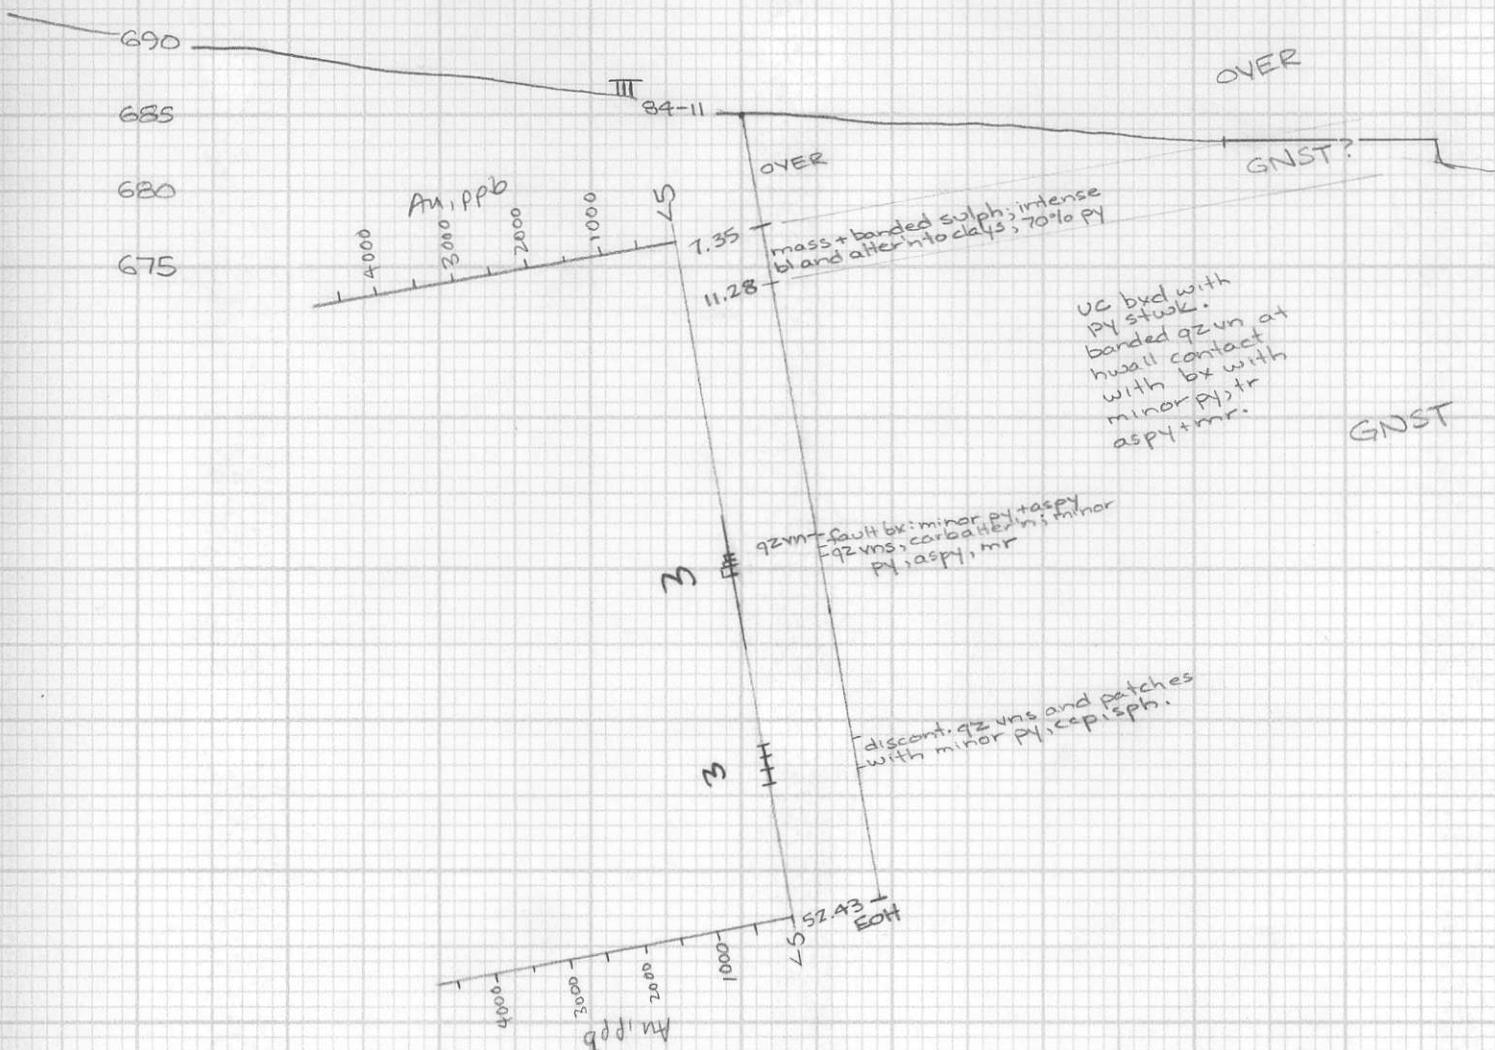 690
OVER
III
84-11
685
OVER
GNST?
680
Au, ppb
4000
3000
2000
1000
<5
675
7.35
mass + banded sulph; intense
bl and alter'n to clays; 70% py
11.28
UC bxd with
py stwk.
banded qz vn at
hwall contact
with bx with
minor py, tr
aspy + mr.
GNST
qz vn
fault bx: minor py + aspy
qz vns, carb alter'n; minor
py, aspy, mr
3
discont. qz vns and patches
with minor py, ccp, sph.
3
52.43
EOH
<5
1000
2000
3000
4000
Au, ppb